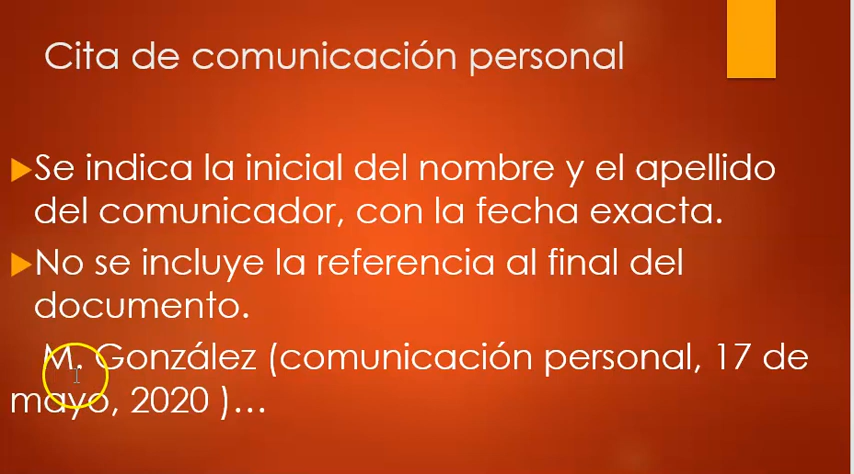 Cita de comunicación personal
Se indica la inicial del nombre y el apellido
del comunicador, con la fecha exacta.
No se incluye la referencia al final del
documento.
M. González (comunicación personal, 17 de
mayo, 2020 )...